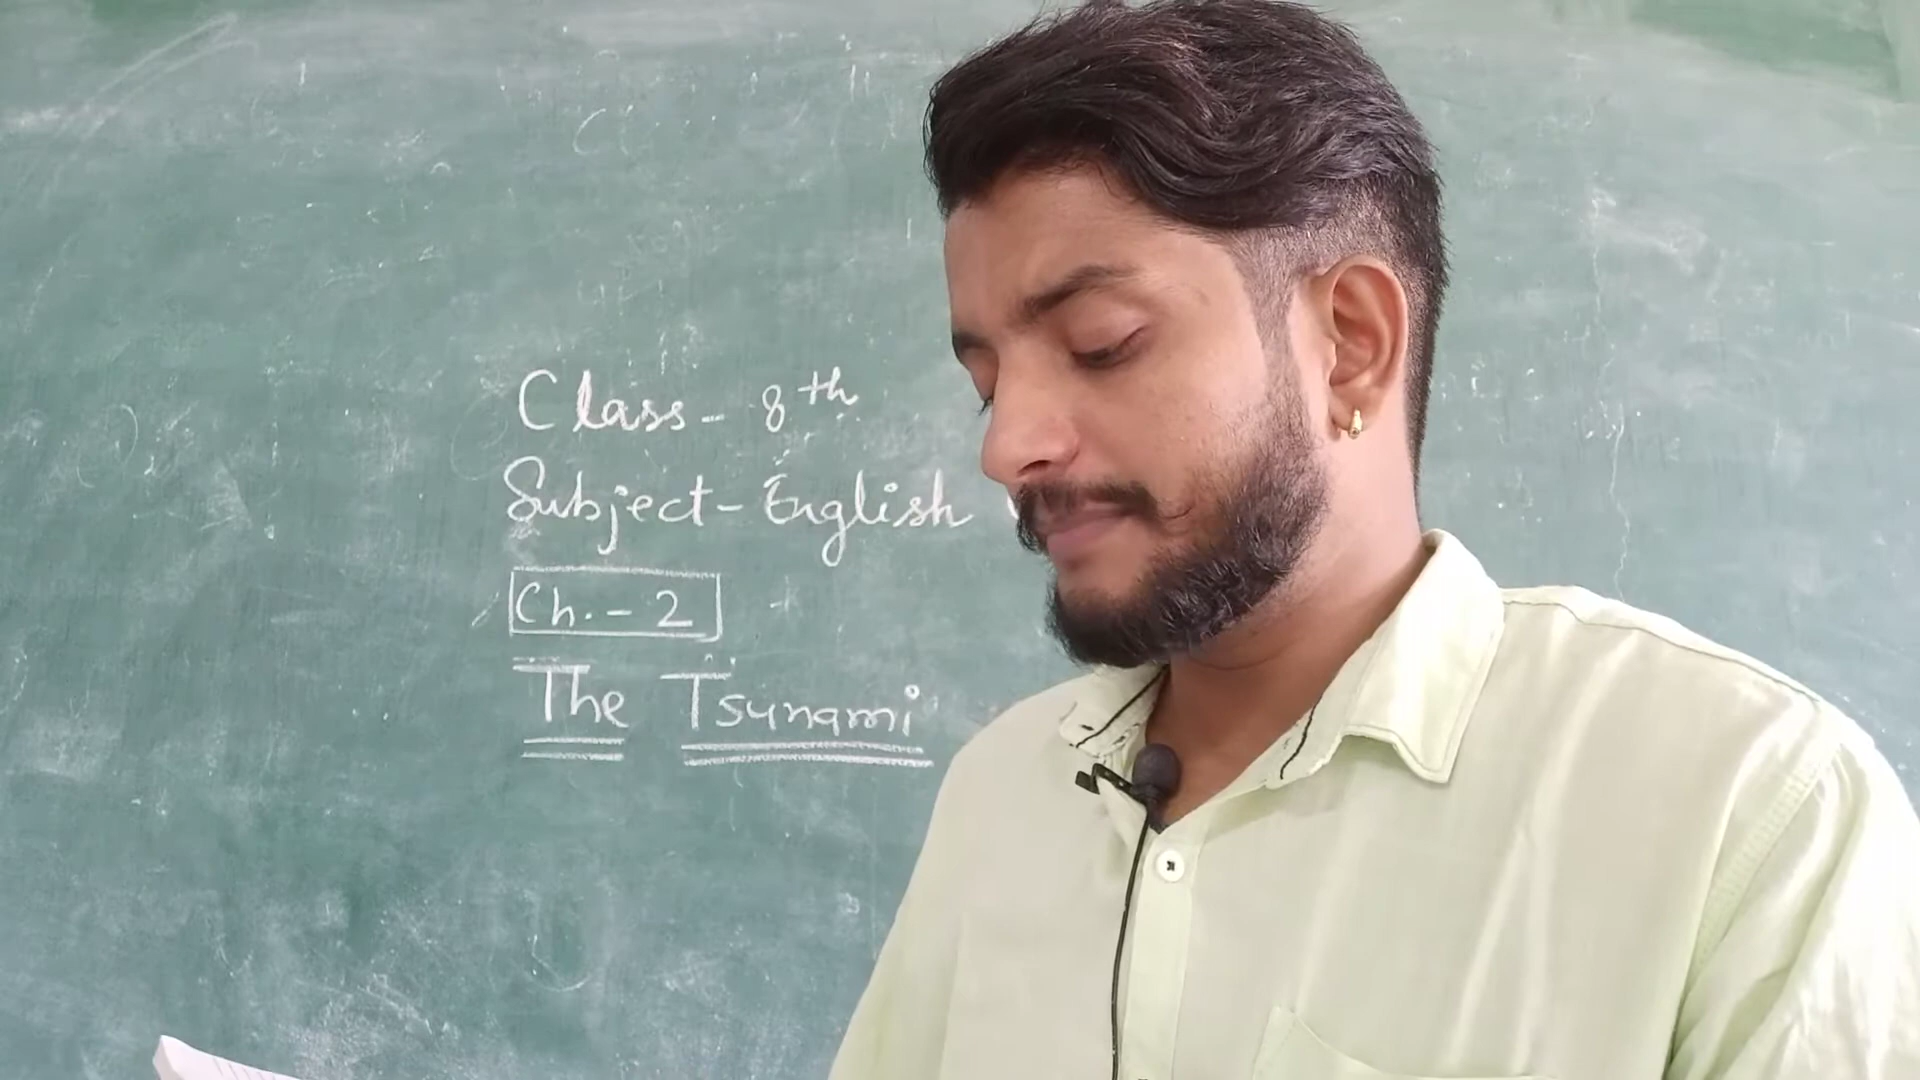 Class - 8th
Subject - English
Ch. - 2
The Tsunami